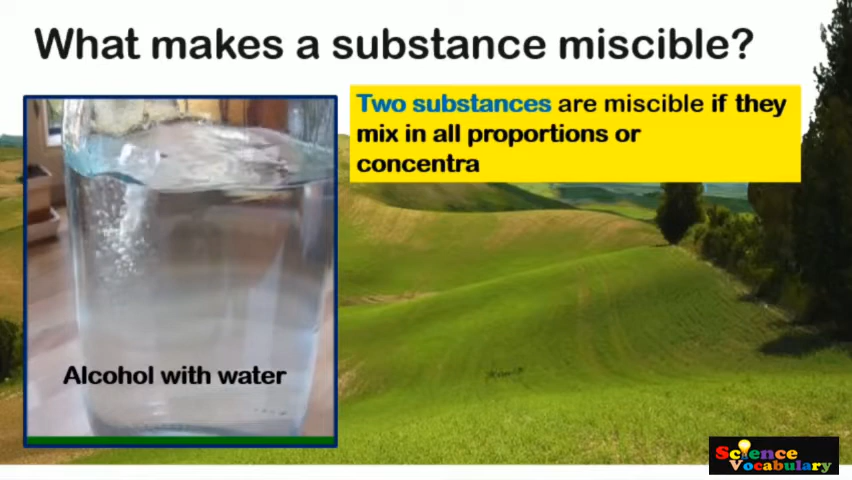 What makes a substance miscible?
Two substances are miscible if they
mix in all proportions or
concentra
Alcohol with water
Science
Vocabulary